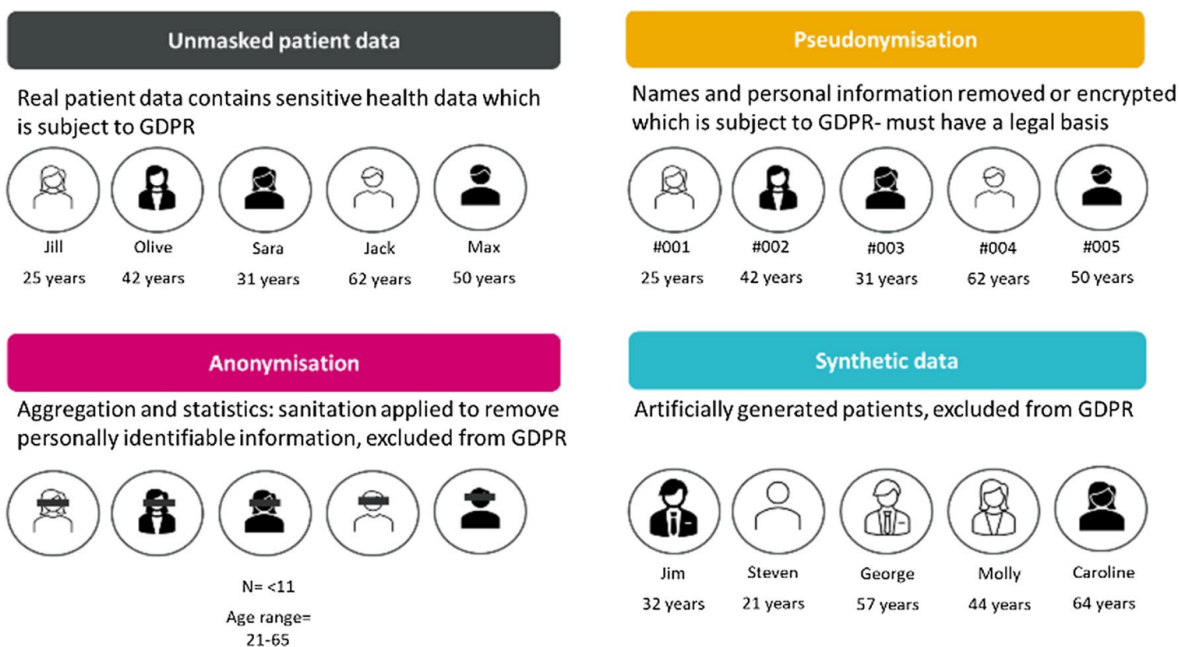 Unmasked patient data
Real patient data contains sensitive health data which
is subject to GDPR
Jill
Olive
Sara
Jack
Max
25 years
42 years
31 years
62 years
50 years
Pseudonymisation
Names and personal information removed or encrypted
which is subject to GDPR- must have a legal basis
#001
#002
#003
#004
#005
25 years
42 years
31 years
62 years
50 years
Anonymisation
Aggregation and statistics: sanitation applied to remove
personally identifiable information, excluded from GDPR
N= <11
Age range=
21-65
Synthetic data
Artificially generated patients, excluded from GDPR
Jim
Steven
George
Molly
Caroline
32 years
21 years
57 years
44 years
64 years